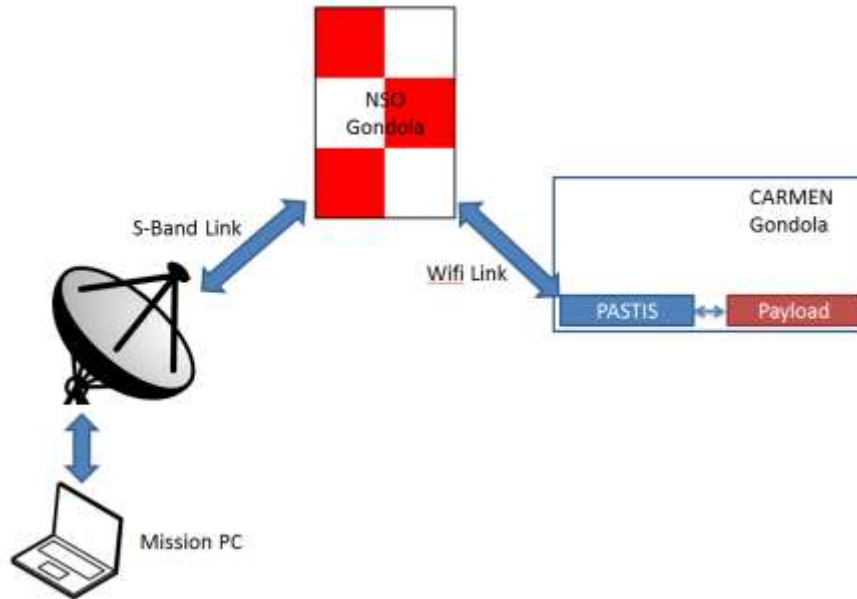 NSO
Gondola
CARMEN
Gondola
S-Band Link
Wifi Link
PASTIS
Payload
Mission PC